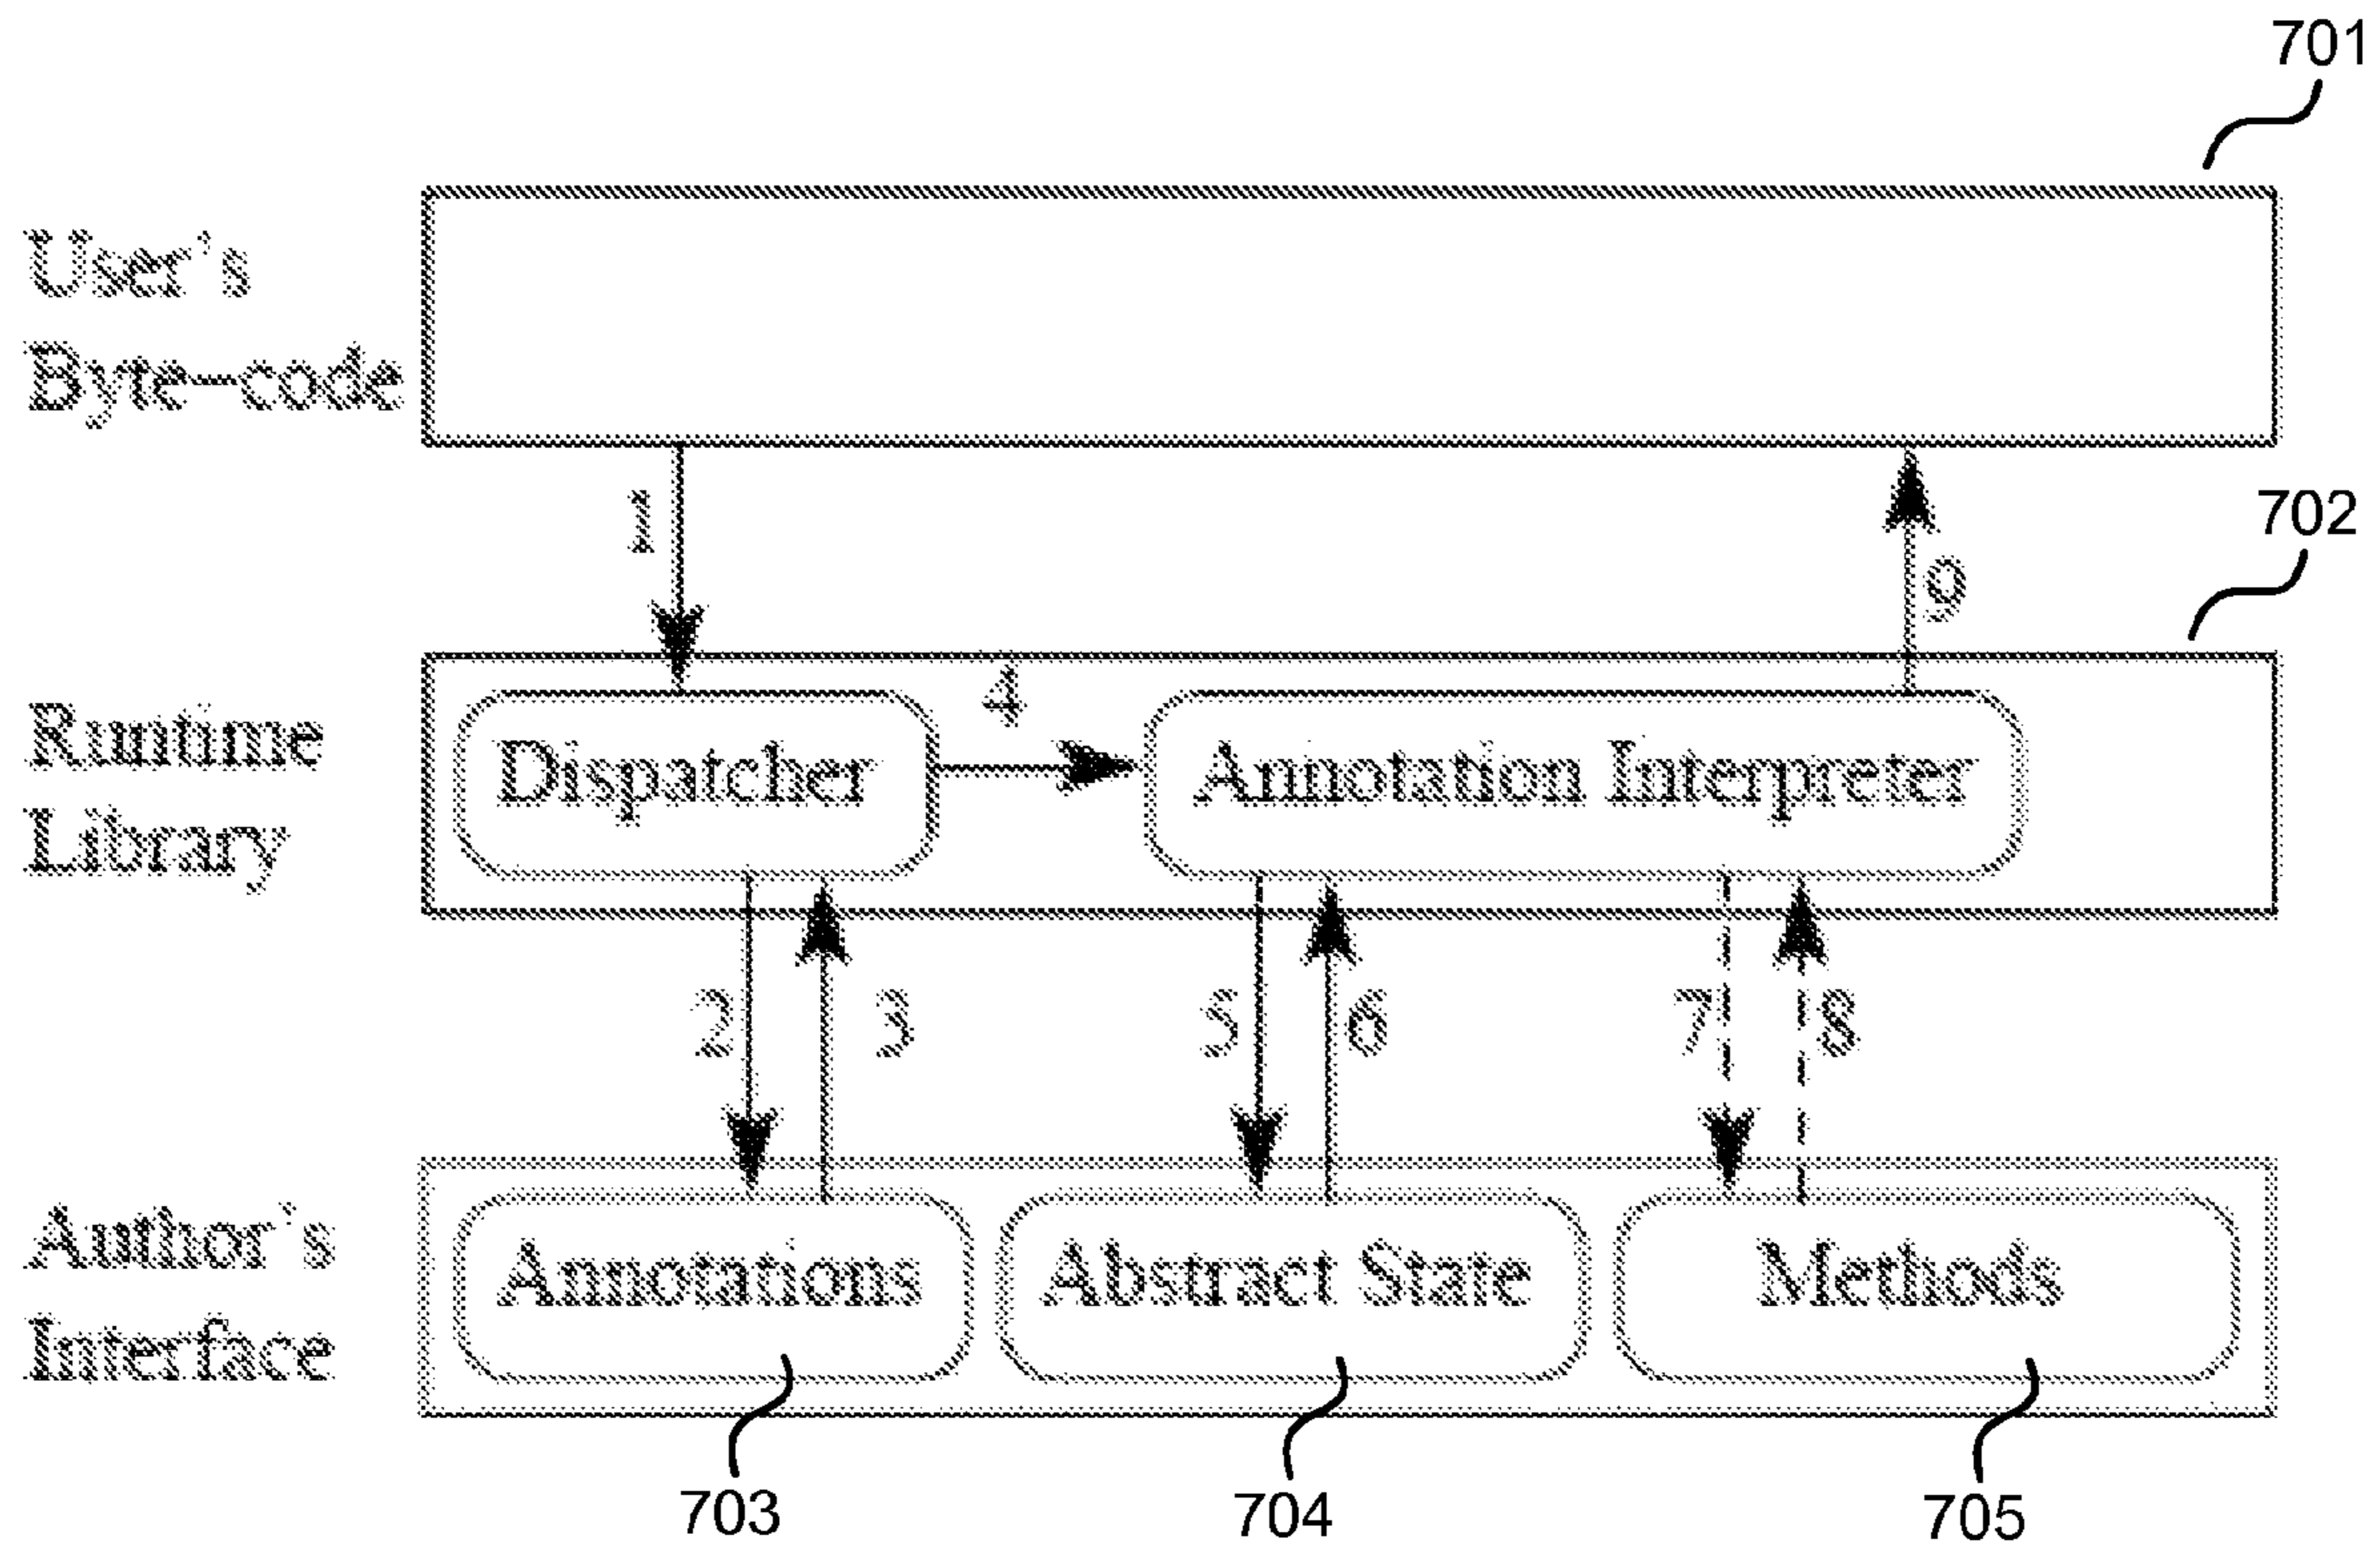 701
User's
Byte-code
1
702
9
4
Runtime
Library
Dispatcher
Annotation Interpreter
2
3
5
6
7
8
Author's
Interface
Annotations
Abstract State
Methods
703
704
705